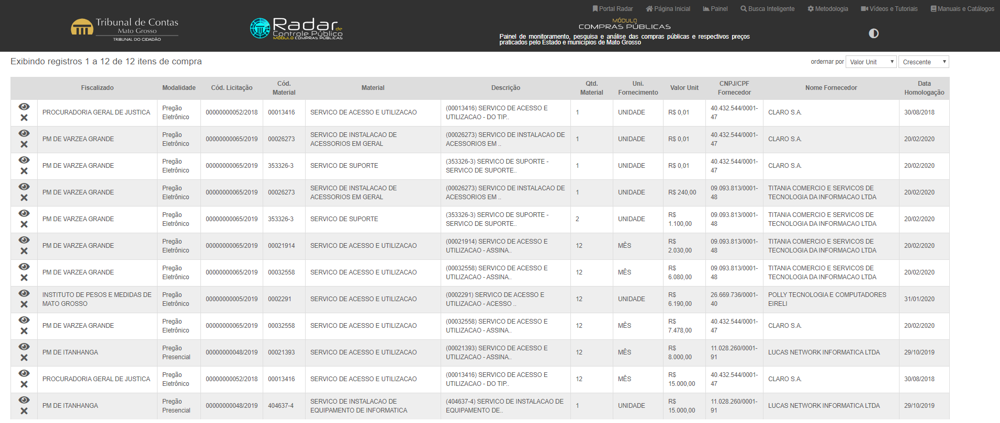 Portal Radar Página Inicial Painel Busca Inteligente Metodologia Vídeos e Tutoriais Manuais e Catálogos
Tribunal de Contas
Mato Grosso
TRIBUNAL DO CIDADÃO
Radar de
Controle Público
MÓDULO COMPRAS PÚBLICAS
MÓDULO
COMPRAS PÚBLICAS
Painel de monitoramento, pesquisa e análise das compras públicas e respectivos preços
praticados pelo Estado e municípios de Mato Grosso
Exibindo registros 1 a 12 de 12 itens de compra
ordernar por Valor Unit Crescente
Fiscalizado Modalidade Cód. Licitação Cód. Material Material Descrição Qtd. Material Uni. Fornecimento Valor Unit CNPJ/CPF Fornecedor Nome Fornecedor Data Homologação
PROCURADORIA GERAL DE JUSTICA Pregão Eletrônico 00000000052/2018 00013416 SERVICO DE ACESSO E UTILIZACAO (00013416) SERVICO DE ACESSO E UTILIZACAO - DO TIP.. 1 UNIDADE R$ 0,01 40.432.544/0001-47 CLARO S.A. 30/08/2018
PM DE VARZEA GRANDE Pregão Eletrônico 00000000065/2019 00026273 SERVICO DE INSTALACAO DE ACESSORIOS EM GERAL (00026273) SERVICO DE INSTALACAO DE ACESSORIOS EM .. 1 UNIDADE R$ 0,01 40.432.544/0001-47 CLARO S.A. 20/02/2020
PM DE VARZEA GRANDE Pregão Eletrônico 00000000065/2019 353326-3 SERVICO DE SUPORTE (353326-3) SERVICO DE SUPORTE - SERVICO DE SUPORTE.. 1 UNIDADE R$ 0,01 40.432.544/0001-47 CLARO S.A. 20/02/2020
PM DE VARZEA GRANDE Pregão Eletrônico 00000000065/2019 00026273 SERVICO DE INSTALACAO DE ACESSORIOS EM GERAL (00026273) SERVICO DE INSTALACAO DE ACESSORIOS EM .. 1 UNIDADE R$ 240,00 09.093.813/0001-48 TITANIA COMERCIO E SERVICOS DE TECNOLOGIA DA INFORMACAO LTDA 20/02/2020
PM DE VARZEA GRANDE Pregão Eletrônico 00000000065/2019 353326-3 SERVICO DE SUPORTE (353326-3) SERVICO DE SUPORTE - SERVICO DE SUPORTE.. 2 UNIDADE R$ 1.100,00 09.093.813/0001-48 TITANIA COMERCIO E SERVICOS DE TECNOLOGIA DA INFORMACAO LTDA 20/02/2020
PM DE VARZEA GRANDE Pregão Eletrônico 00000000065/2019 00021914 SERVICO DE ACESSO E UTILIZACAO (00021914) SERVICO DE ACESSO E UTILIZACAO - ASSINA.. 12 MÊS R$ 2.030,00 09.093.813/0001-48 TITANIA COMERCIO E SERVICOS DE TECNOLOGIA DA INFORMACAO LTDA 20/02/2020
PM DE VARZEA GRANDE Pregão Eletrônico 00000000065/2019 00032558 SERVICO DE ACESSO E UTILIZACAO (00032558) SERVICO DE ACESSO E UTILIZACAO - ASSINA.. 12 MÊS R$ 6.080,00 09.093.813/0001-48 TITANIA COMERCIO E SERVICOS DE TECNOLOGIA DA INFORMACAO LTDA 20/02/2020
INSTITUTO DE PESOS E MEDIDAS DE MATO GROSSO Pregão Eletrônico 00000000005/2019 0002291 SERVICO DE ACESSO E UTILIZACAO (0002291) SERVICO DE ACESSO E UTILIZACAO - ACESSO .. 12 UNIDADE R$ 6.190,00 26.669.736/0001-40 POLLY TECNOLOGIA E COMPUTADORES EIRELI 31/01/2020
PM DE VARZEA GRANDE Pregão Eletrônico 00000000065/2019 00032558 SERVICO DE ACESSO E UTILIZACAO (00032558) SERVICO DE ACESSO E UTILIZACAO - ASSINA.. 12 MÊS R$ 7.478,00 40.432.544/0001-47 CLARO S.A. 20/02/2020
PM DE ITANHANGA Pregão Presencial 00000000048/2019 00021393 SERVICO DE ACESSO E UTILIZACAO (00021393) SERVICO DE ACESSO E UTILIZACAO - ASSINA.. 12 MÊS R$ 8.000,00 11.028.260/0001-91 LUCAS NETWORK INFORMATICA LTDA 29/10/2019
PROCURADORIA GERAL DE JUSTICA Pregão Eletrônico 00000000052/2018 00013416 SERVICO DE ACESSO E UTILIZACAO (00013416) SERVICO DE ACESSO E UTILIZACAO - DO TIP.. 12 MÊS R$ 15.000,00 40.432.544/0001-47 CLARO S.A. 30/08/2018
PM DE ITANHANGA Pregão Presencial 00000000048/2019 404637-4 SERVICO DE INSTALACAO DE EQUIPAMENTO DE INFORMATICA (404637-4) SERVICO DE INSTALACAO DE EQUIPAMENTO DE.. 1 UNIDADE R$ 15.000,00 11.028.260/0001-91 LUCAS NETWORK INFORMATICA LTDA 29/10/2019